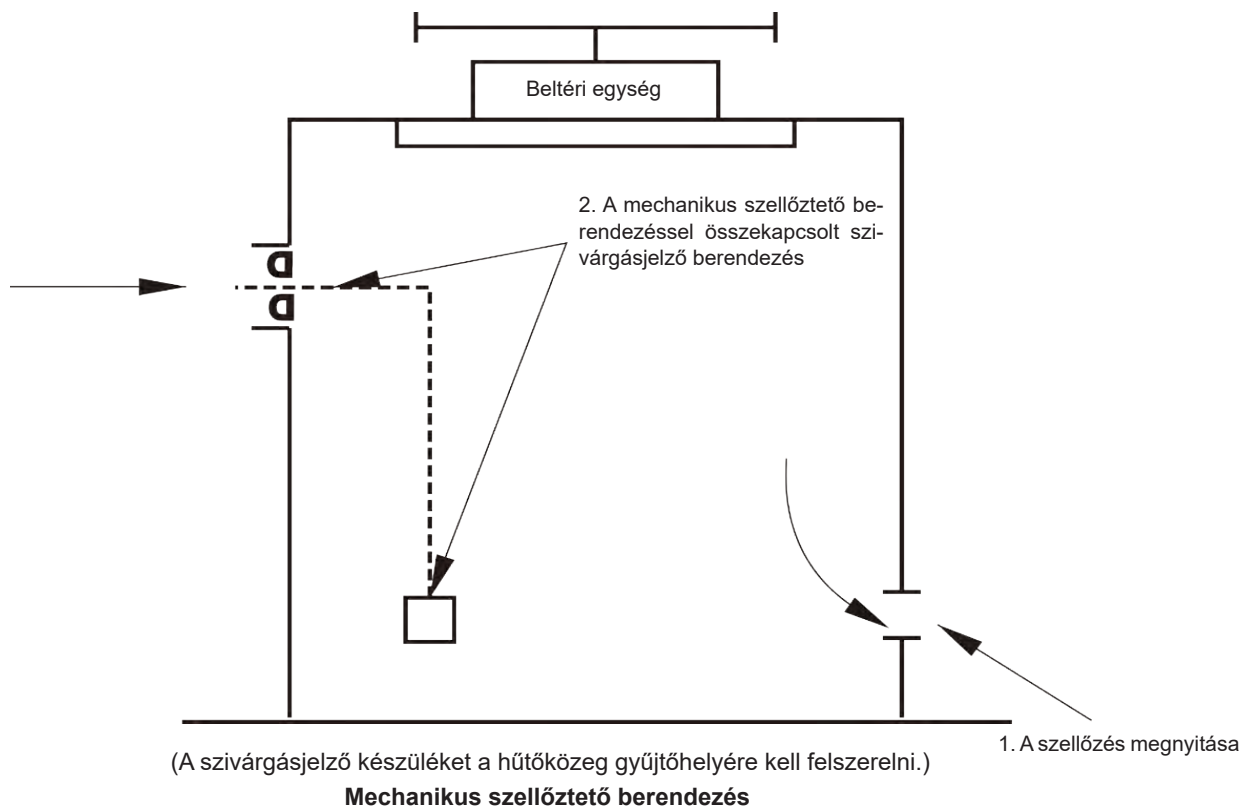 Beltéri egység
2. A mechanikus szellőztető be-
rendezéssel összekapcsolt szi-
várgásjelző berendezés
1. A szellőzés megnyitása
(A szivárgásjelző készüléket a hűtőközeg gyűjtőhelyére kell felszerelni.)
Mechanikus szellőztető berendezés